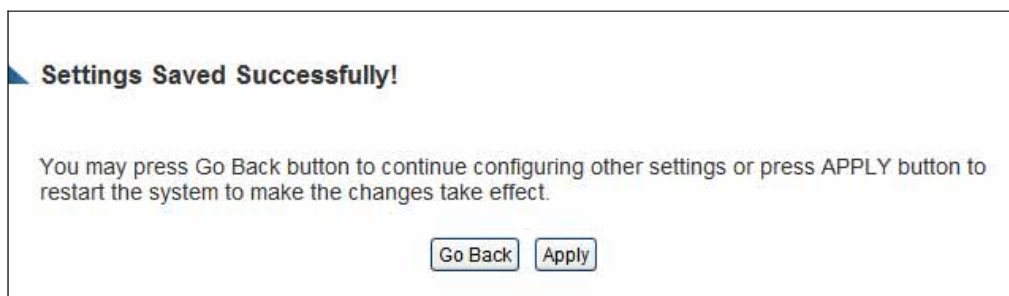 Settings Saved Successfully!
You may press Go Back button to continue configuring other settings or press APPLY button to
restart the system to make the changes take effect.
Go Back Apply